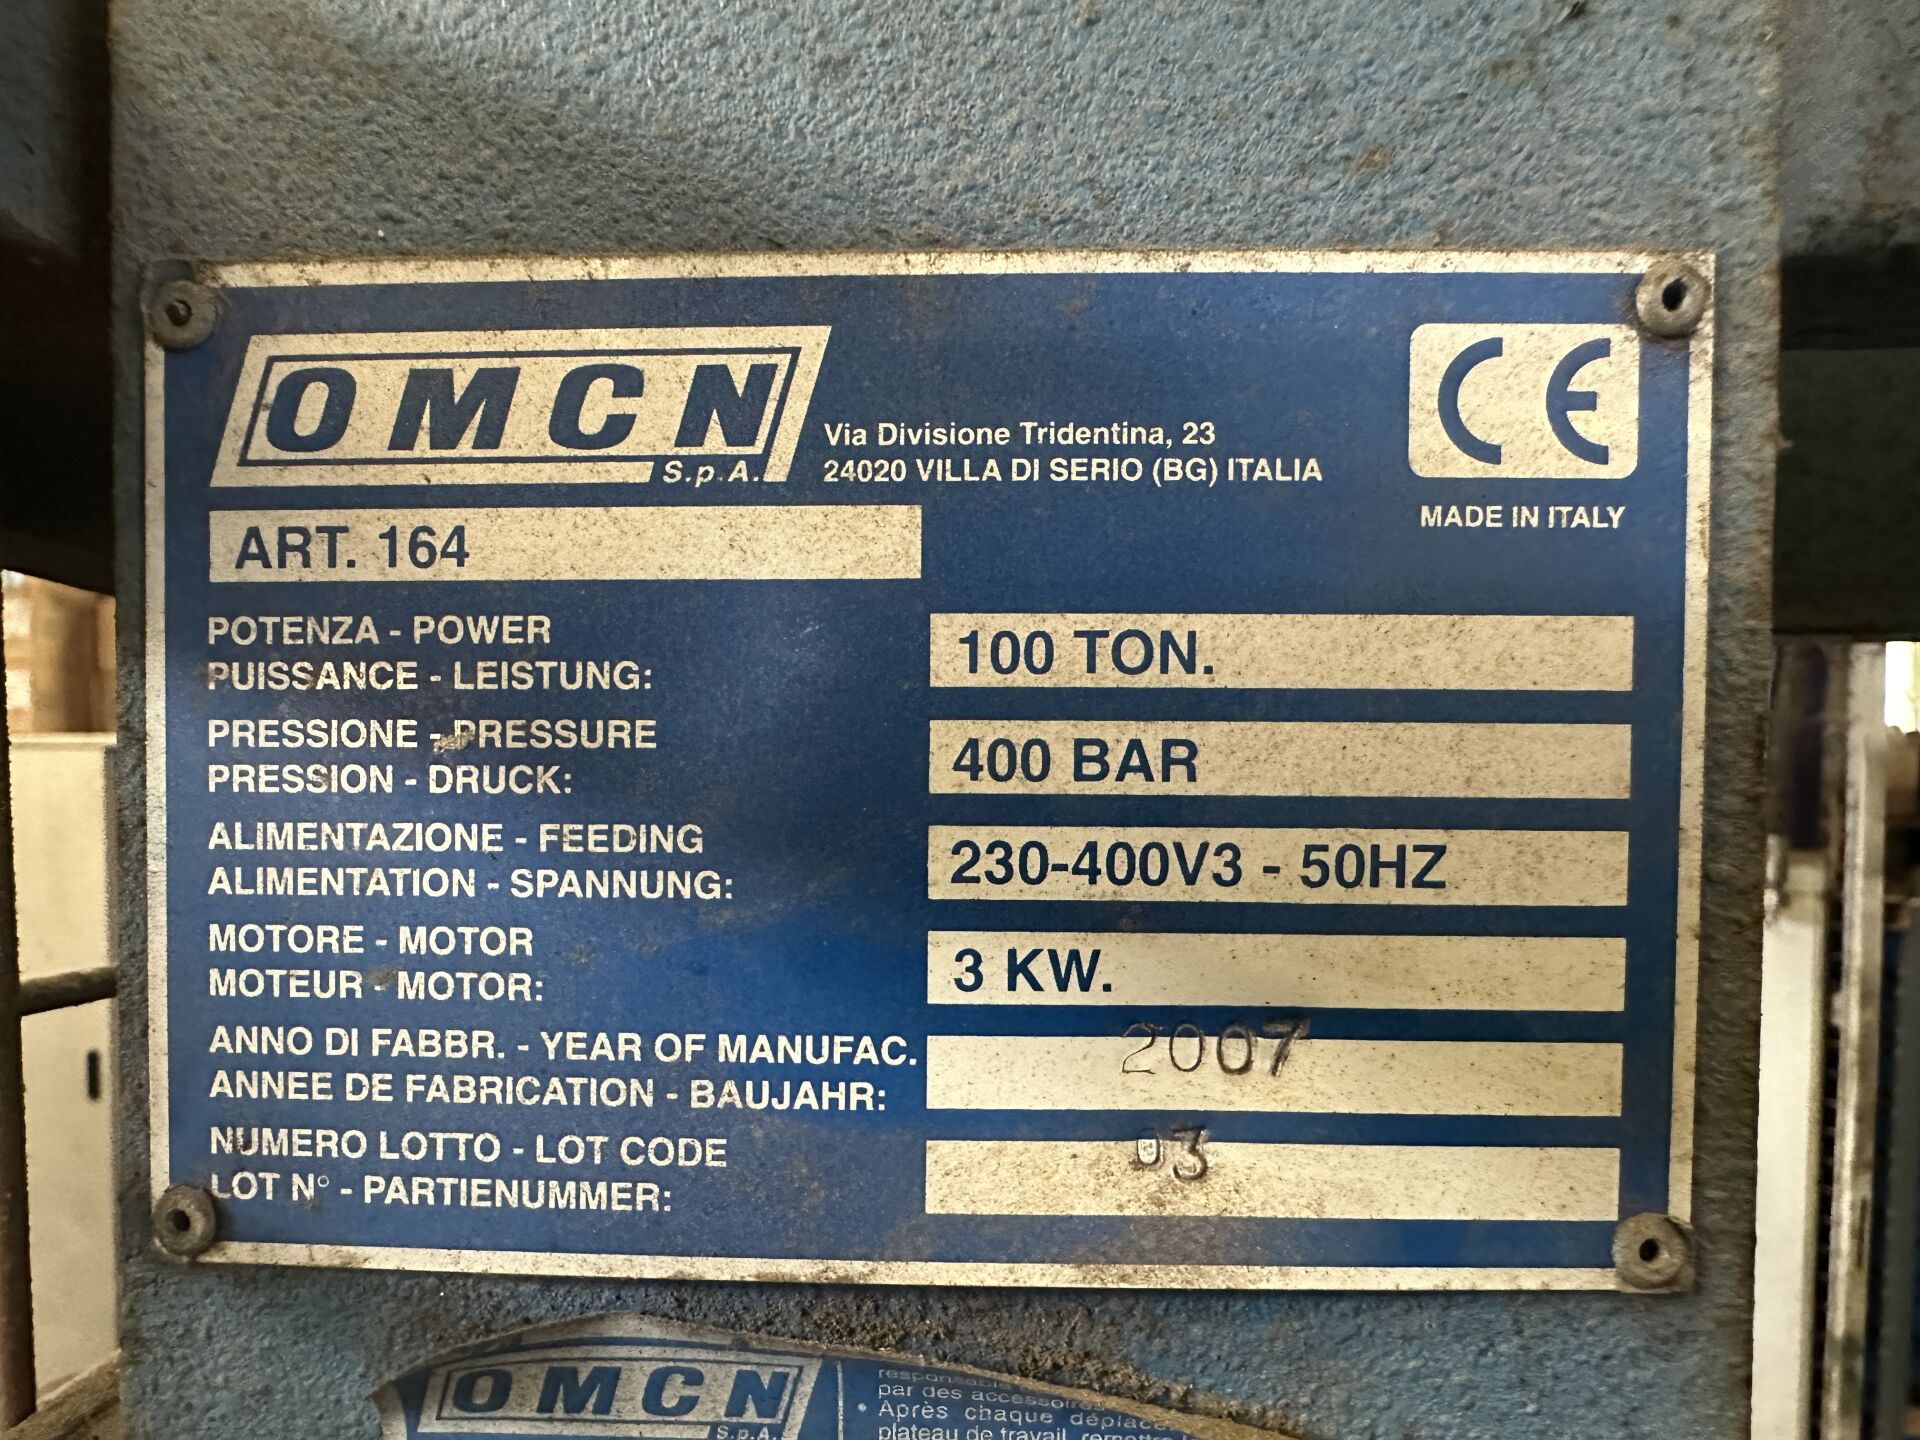 OMCN
S.p.A.
Via Divisione Tridentina, 23
24020 VILLA DI SERIO (BG) ITALIA
CE
MADE IN ITALY
ART. 164
POTENZA - POWER
PUISSANCE - LEISTUNG:
100 TON.
PRESSIONE - PRESSURE
PRESSION - DRUCK:
400 BAR
ALIMENTAZIONE - FEEDING
ALIMENTATION - SPANNUNG:
230-400V3 - 50HZ
MOTORE - MOTOR
MOTEUR - MOTOR:
3 KW.
ANNO DI FABBR. - YEAR OF MANUFAC.
ANNEE DE FABRICATION - BAUJAHR:
2007
NUMERO LOTTO - LOT CODE
LOT N° - PARTIENUMMER:
03
OMCN
S.p.A.
par des
• Après chaque
plateau de travail,